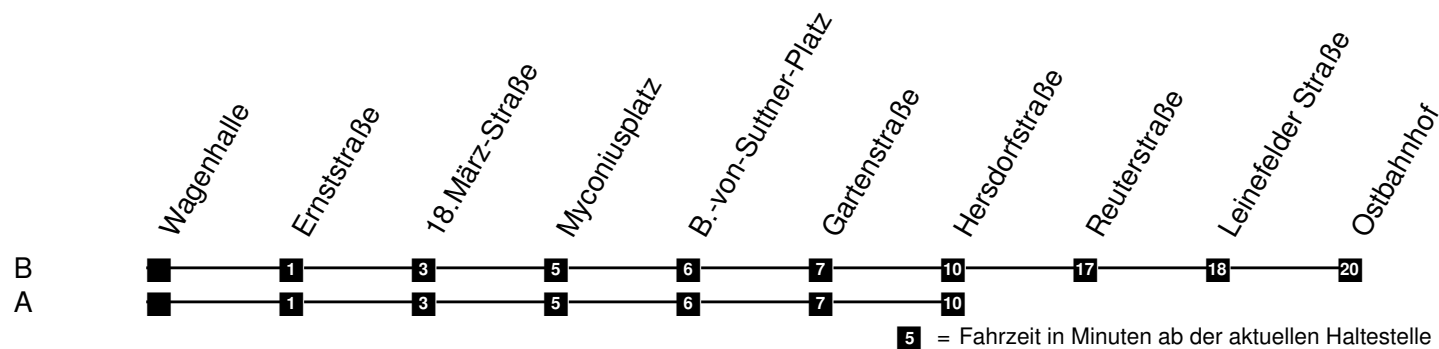 Wagenhalle
Ernststraße
18.März-Straße
Myconiusplatz
B.-von-Suttner-Platz
Gartenstraße
Hersdorfstraße
Reuterstraße
Leinefelder Straße
Ostbahnhof
B 1 3 5 6 7 10 17 18 20
A 1 3 5 6 7 10
5 = Fahrzeit in Minuten ab der aktuellen Haltestelle